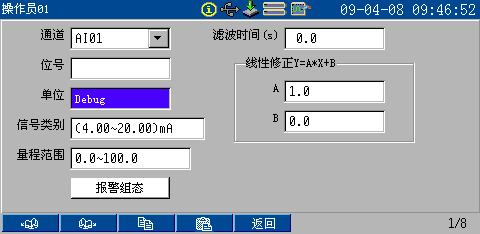 操作员01 09-04-08 09:46:52
通道 AI01
滤波时间(s) 0.0
位号
线性修正Y=A*X+B
单位 Debug
A 1.0
信号类别 (4.00~20.00)mA
B 0.0
量程范围 0.0~100.0
报警组态
返回 1/8